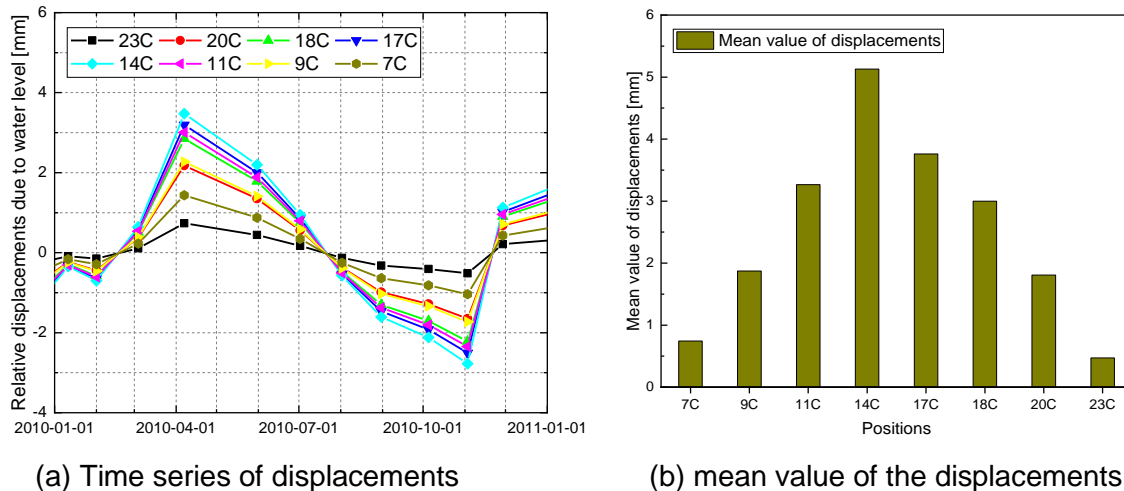 Relative displacements due to water level [mm]
6
4
2
0
-2
-4
23C 20C 18C 17C
14C 11C 9C 7C
2010-01-01 2010-04-01 2010-07-01 2010-10-01 2011-01-01
(a) Time series of displacements
Mean value of displacements [mm]
6
5
4
3
2
1
0
Mean value of displacements
7C 9C 11C 14C 17C 18C 20C 23C
Positions
(b) mean value of the displacements